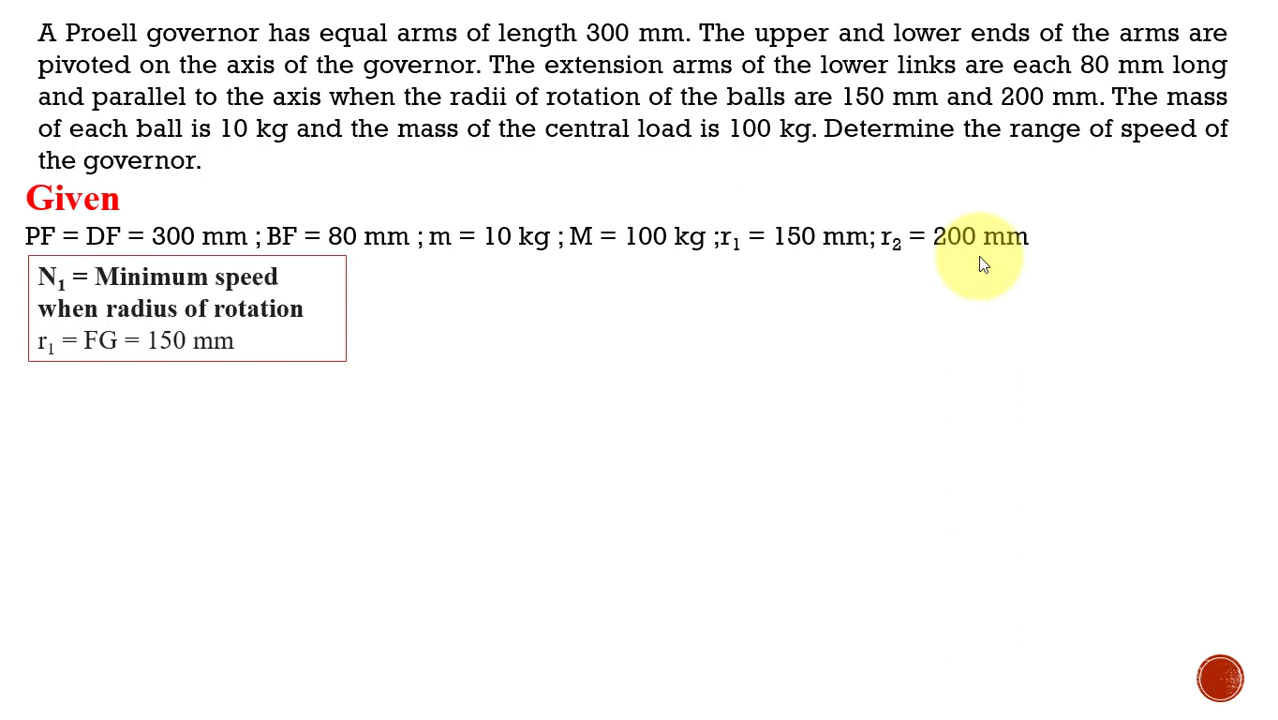 A Proell governor has equal arms of length 300 mm. The upper and lower ends of the arms are
pivoted on the axis of the governor. The extension arms of the lower links are each 80 mm long
and parallel to the axis when the radii of rotation of the balls are 150 mm and 200 mm. The mass
of each ball is 10 kg and the mass of the central load is 100 kg. Determine the range of speed of
the governor.
Given
PF = DF = 300 mm ; BF = 80 mm ; m = 10 kg ; M = 100 kg ;r₁ = 150 mm; r₂ = 200 mm
N₁ = Minimum speed
when radius of rotation
r₁ = FG = 150 mm